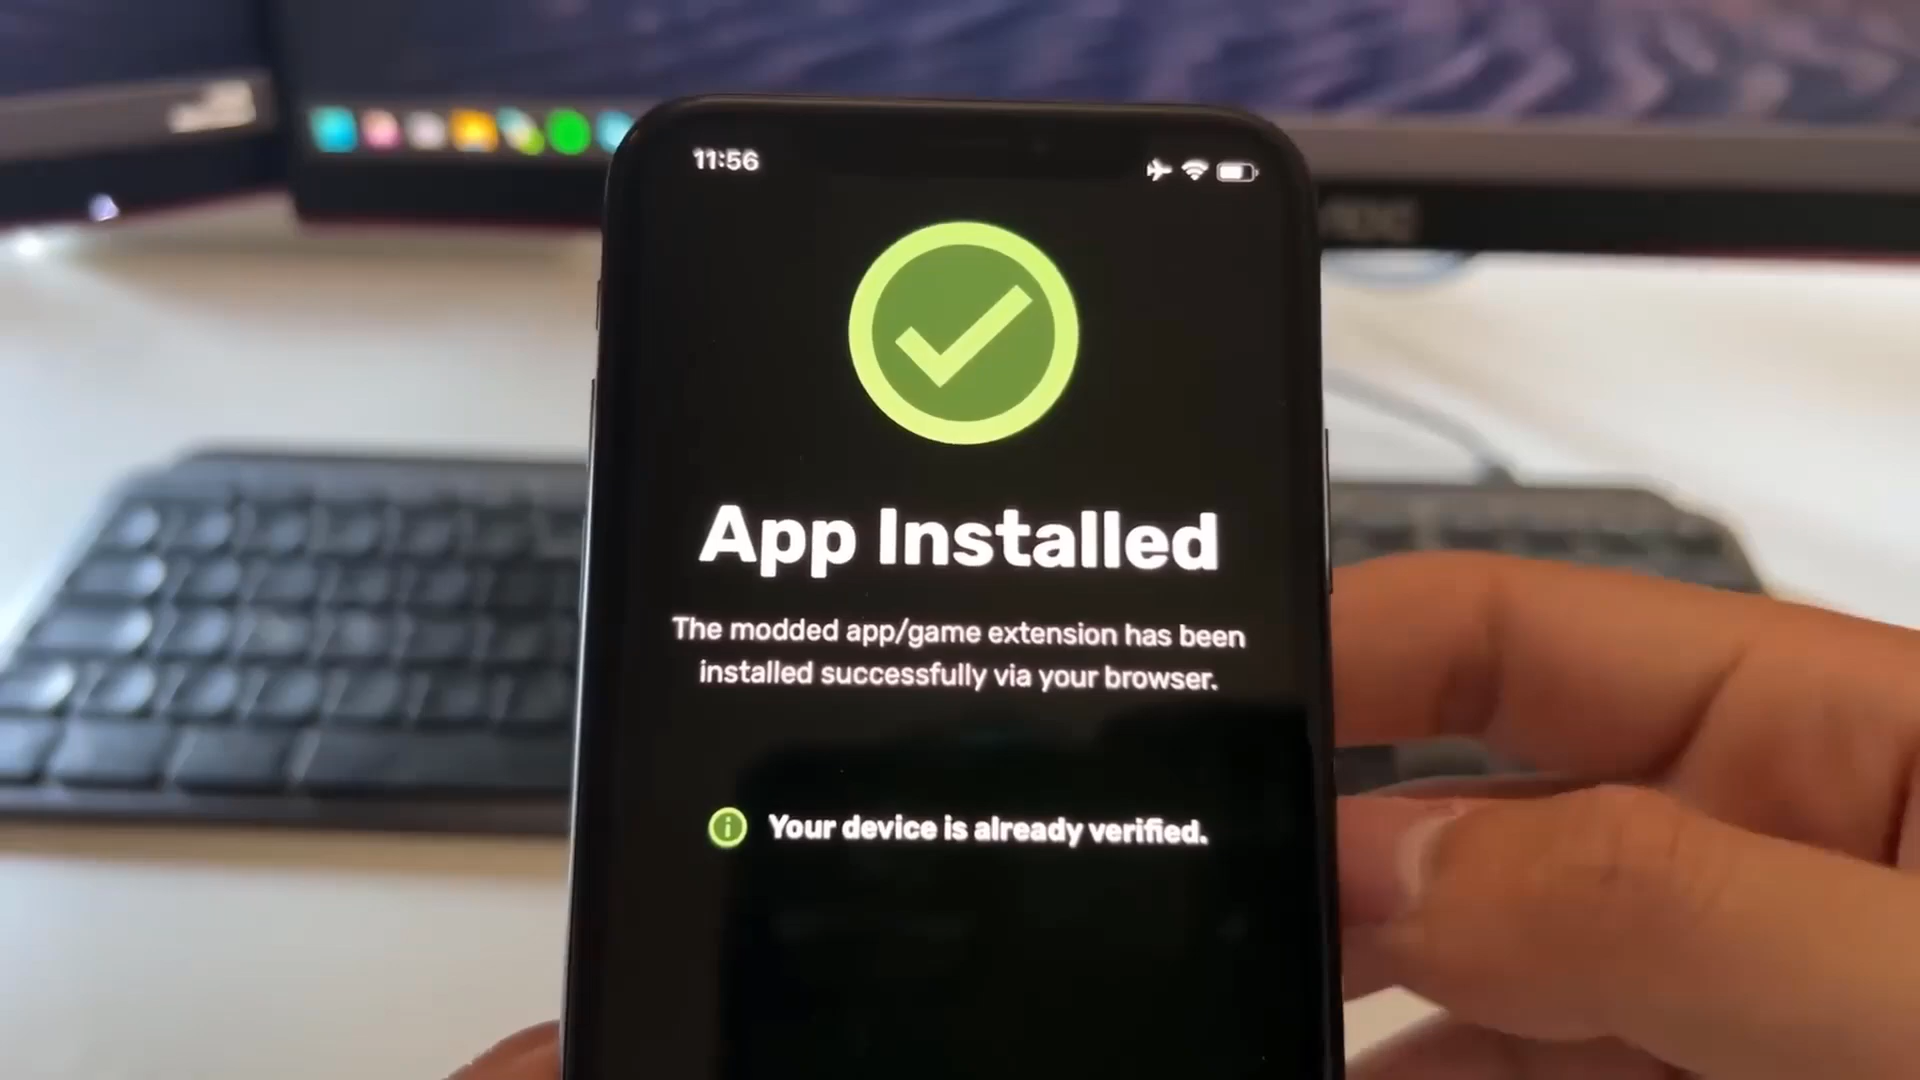 11:56
App Installed
The modded app/game extension has been
installed successfully via your browser.
Your device is already verified.